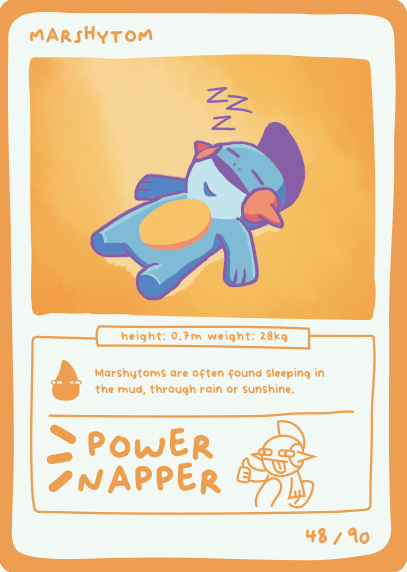 MARSHYTOM
ZZZ
height: 0.7m weight: 28kg
Marshytoms are often found sleeping in
the mud, through rain or sunshine.
POWER
NAPPER
48/90